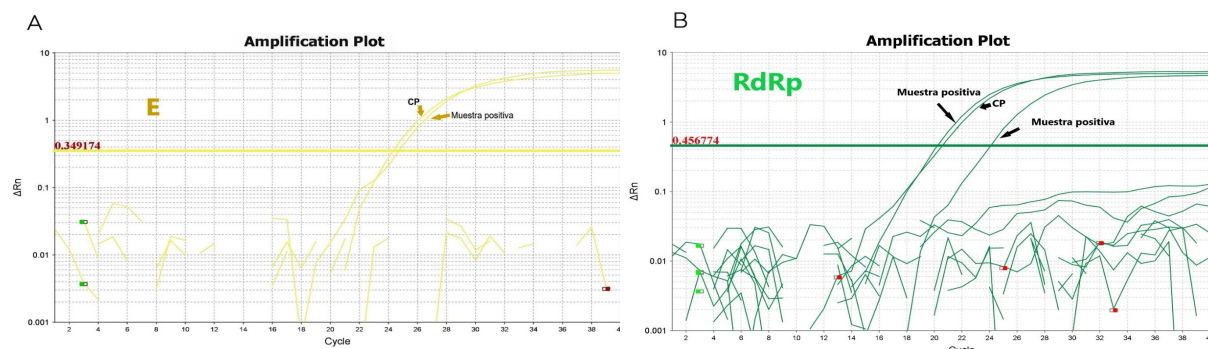 A
Amplification Plot
10
E
CP
Muestra positiva
1
0.349174
ΔRn
0.1
0.01
0.001
2 4 6 8 10 12 14 16 18 20 22 24 26 28 30 32 34 36 38 4
Cycle
B
Amplification Plot
10
RdRp
Muestra positiva
CP
1
Muestra positiva
0.456774
ΔRn
0.1
0.01
0.001
2 4 6 8 10 12 14 16 18 20 22 24 26 28 30 32 34 36 38 40
Cycle